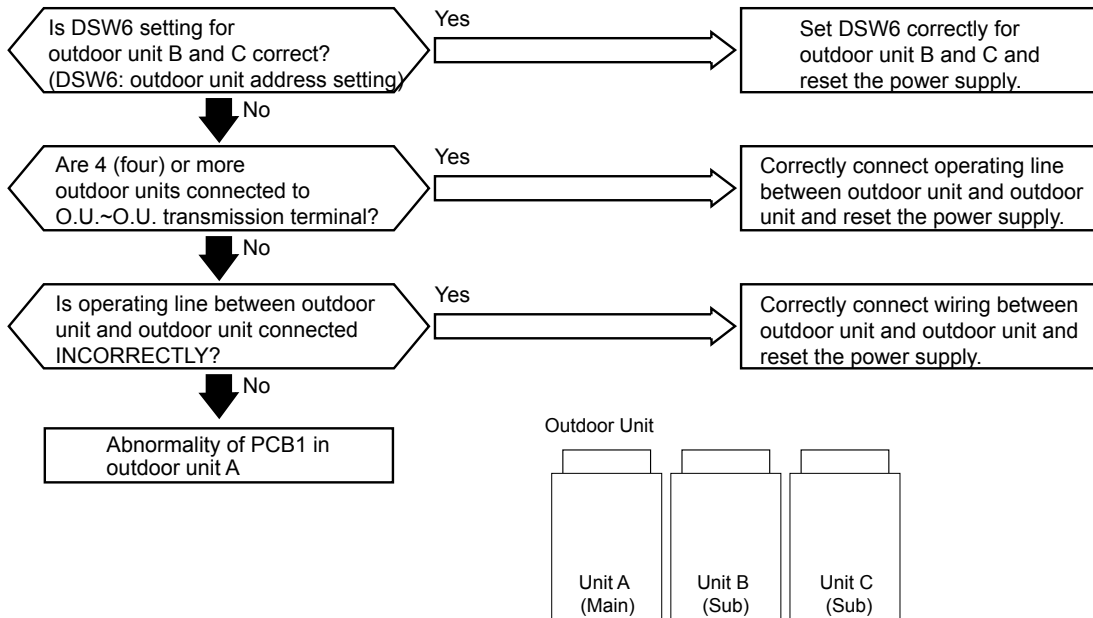 Is DSW6 setting for
outdoor unit B and C correct?
(DSW6: outdoor unit address setting)
Yes
Set DSW6 correctly for
outdoor unit B and C and
reset the power supply.
No
Are 4 (four) or more
outdoor units connected to
O.U.~O.U. transmission terminal?
Yes
Correctly connect operating line
between outdoor unit and outdoor
unit and reset the power supply.
No
Is operating line between outdoor
unit and outdoor unit connected
INCORRECTLY?
Yes
Correctly connect wiring between
outdoor unit and outdoor unit and
reset the power supply.
No
Abnormality of PCB1 in
outdoor unit A
Outdoor Unit
Unit A
(Main)
Unit B
(Sub)
Unit C
(Sub)